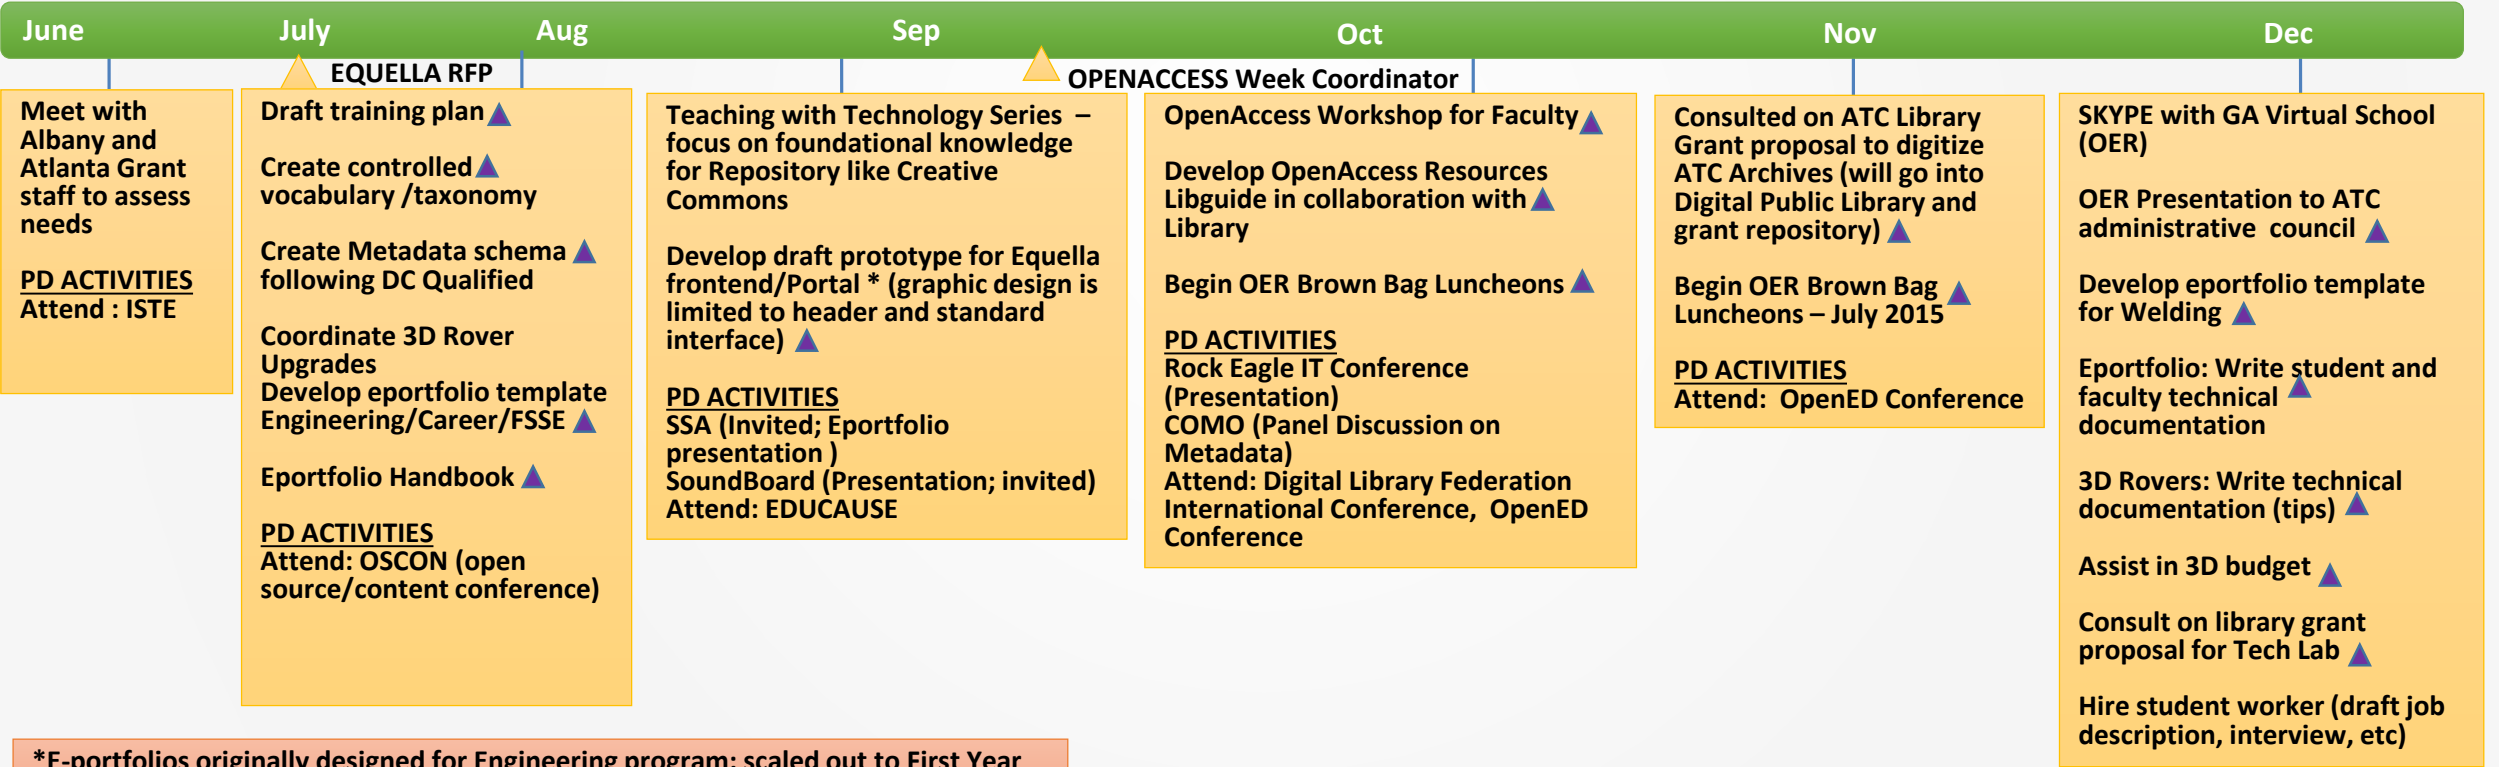 June July Aug Sep Oct Nov Dec
EQUELLA RFP
OPENACCESS Week Coordinator
Meet with
Albany and
Atlanta Grant
staff to assess
needs
PD ACTIVITIES
Attend : ISTE
Draft training plan
Create controlled
vocabulary /taxonomy
Create Metadata schema
following DC Qualified
Coordinate 3D Rover
Upgrades
Develop eportfolio template
Engineering/Career/FSSE
Eportfolio Handbook
PD ACTIVITIES
Attend: OSCON (open
source/content conference)
Teaching with Technology Series –
focus on foundational knowledge
for Repository like Creative
Commons
Develop draft prototype for Equella
frontend/Portal * (graphic design is
limited to header and standard
interface)
PD ACTIVITIES
SSA (Invited; Eportfolio
presentation )
SoundBoard (Presentation; invited)
Attend: EDUCAUSE
OpenAccess Workshop for Faculty
Develop OpenAccess Resources
Libguide in collaboration with
Library
Begin OER Brown Bag Luncheons
PD ACTIVITIES
Rock Eagle IT Conference
(Presentation)
COMO (Panel Discussion on
Metadata)
Attend: Digital Library Federation
International Conference, OpenED
Conference
Consulted on ATC Library
Grant proposal to digitize
ATC Archives (will go into
Digital Public Library and
grant repository)
Begin OER Brown Bag
Luncheons – July 2015
PD ACTIVITIES
Attend: OpenED Conference
SKYPE with GA Virtual School
(OER)
OER Presentation to ATC
administrative council
Develop eportfolio template
for Welding
Eportfolio: Write student and
faculty technical
documentation
3D Rovers: Write technical
documentation (tips)
Assist in 3D budget
Consult on library grant
proposal for Tech Lab
Hire student worker (draft job
description, interview, etc)
*E-portfolios originally designed for Engineering program; scaled out to First Year